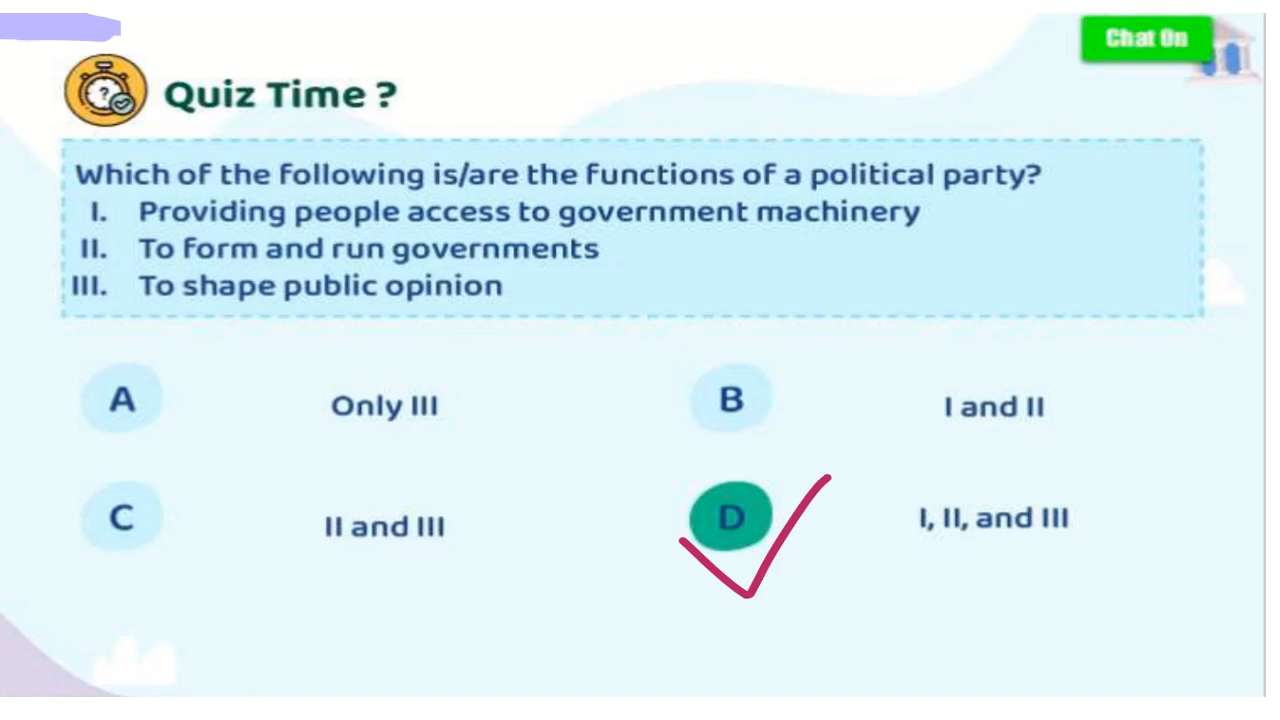 Chat On
Quiz Time ?
Which of the following is/are the functions of a political party?
I. Providing people access to government machinery
II. To form and run governments
III. To shape public opinion
A Only III
B I and II
C II and III
D I, II, and III